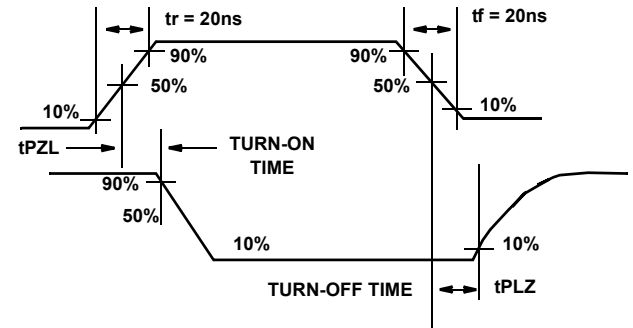 tr = 20ns
tf = 20ns
90%
90%
50%
50%
10%
10%
tPZL
TURN-ON
TIME
90%
50%
10%
10%
TURN-OFF TIME
tPLZ